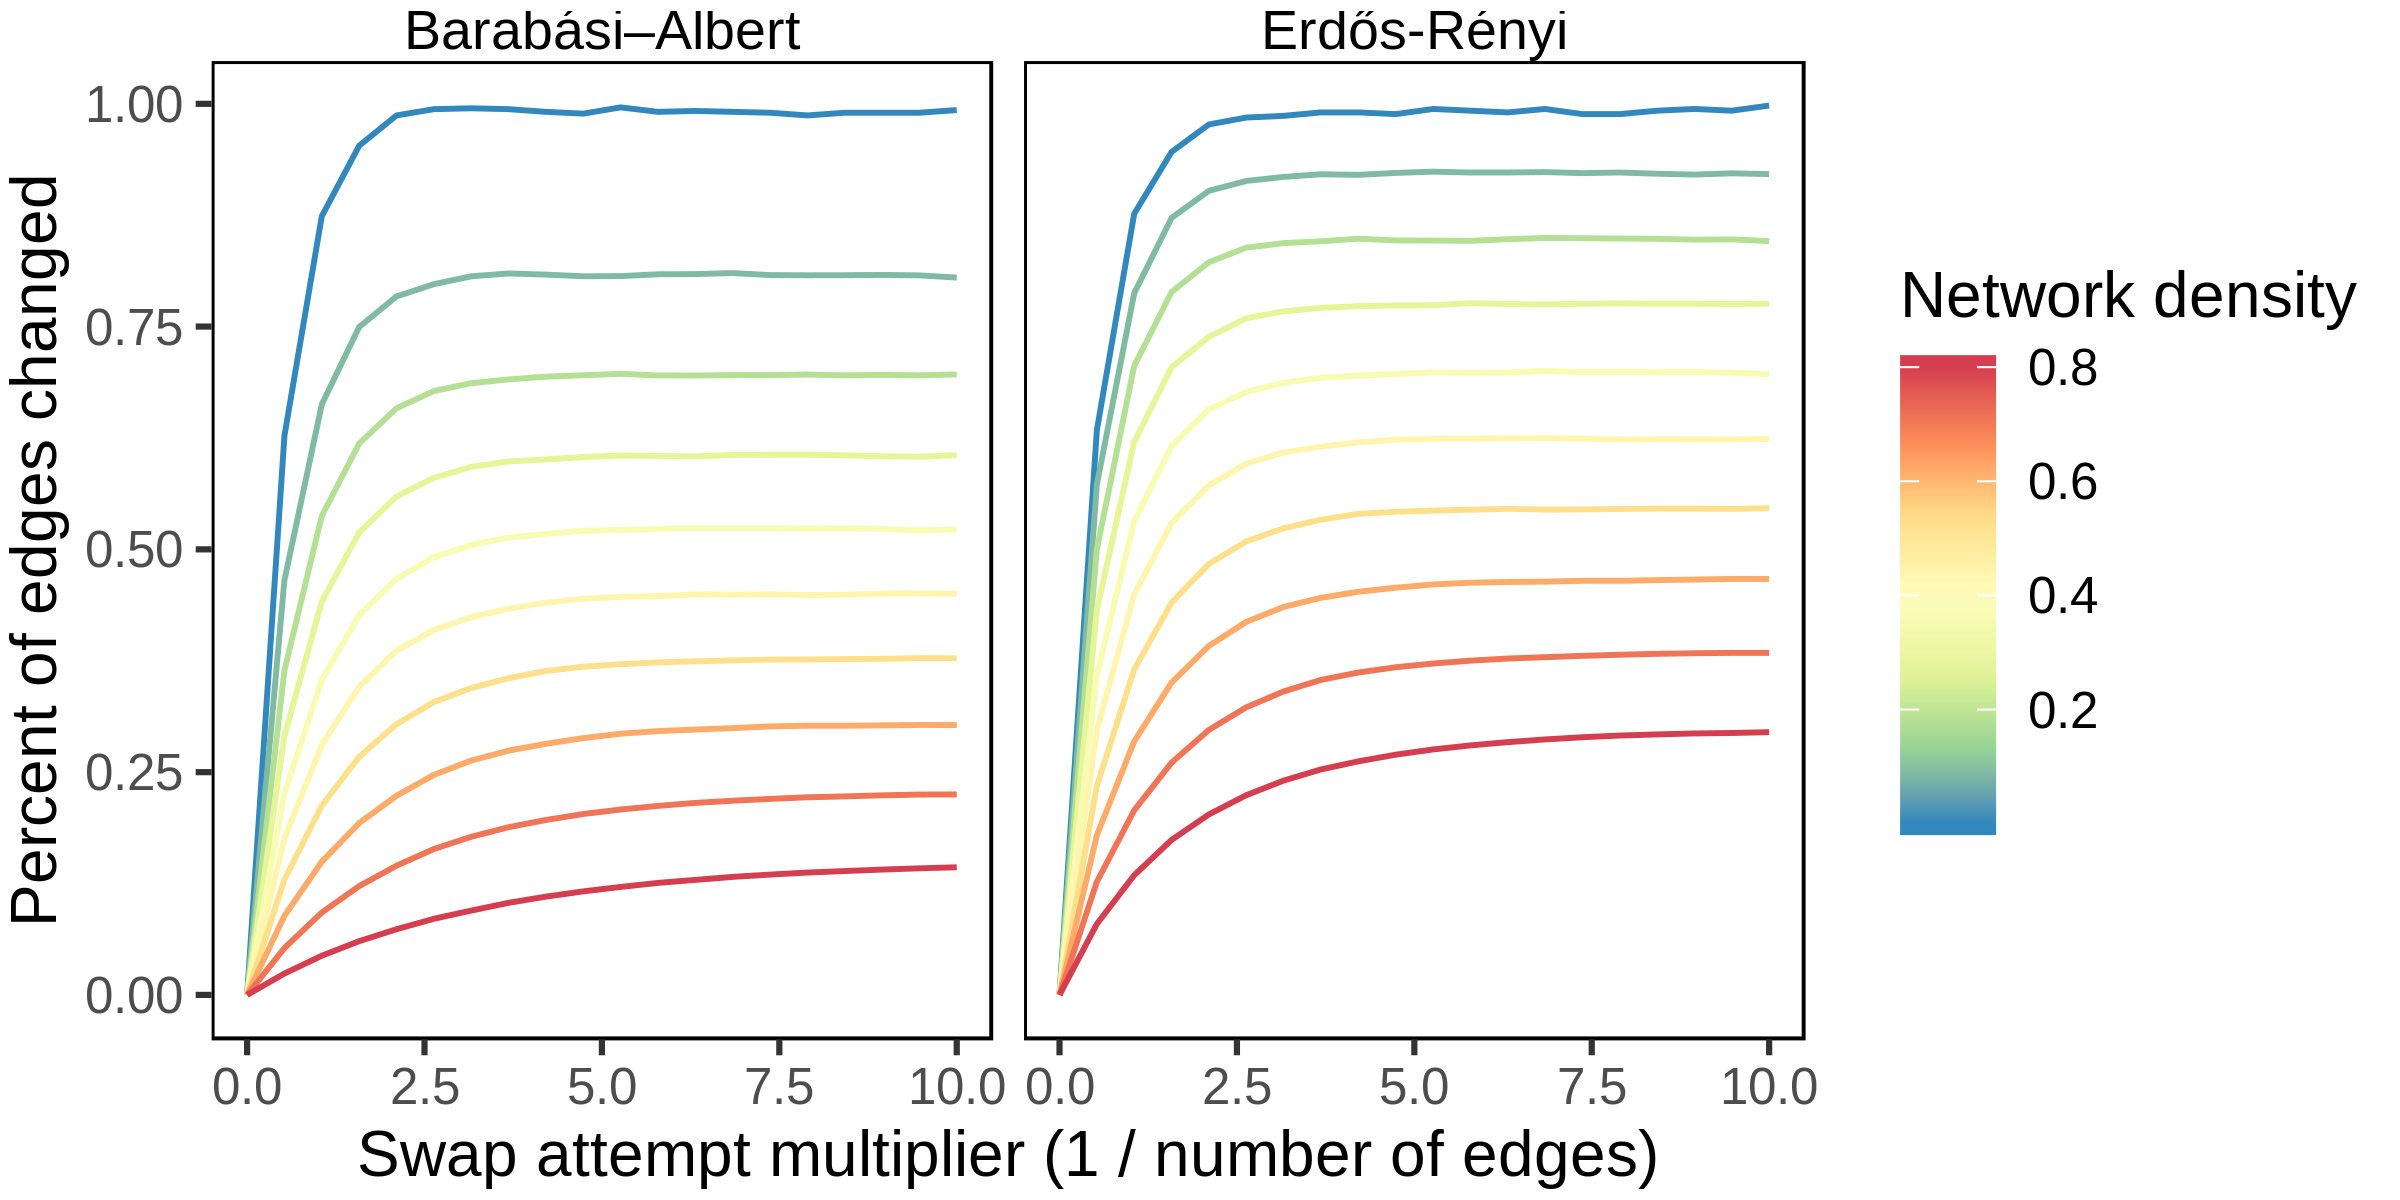 Barabási–Albert
Erdős-Rényi
Percent of edges changed
1.00
0.75
0.50
0.25
0.00
0.0 2.5 5.0 7.5 10.0
0.0 2.5 5.0 7.5 10.0
Swap attempt multiplier (1 / number of edges)
Network density
0.8
0.6
0.4
0.2